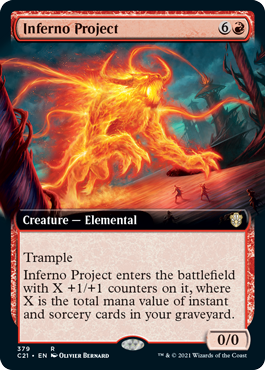 Inferno Project 6
Creature — Elemental
Trample
Inferno Project enters the battlefield
with X +1/+1 counters on it, where
X is the total mana value of instant
and sorcery cards in your graveyard.
0/0
379 R
C21 • EN Olivier Bernard ™ & © 2021 Wizards of the Coast